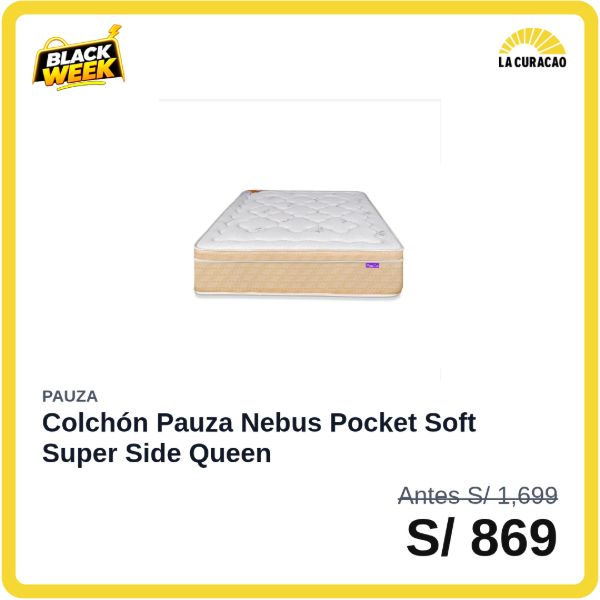 BLACK
WEEK
LA CURACAO
PAUZA
Colchón Pauza Nebus Pocket Soft
Super Side Queen
Antes S/ 1,699
S/ 869